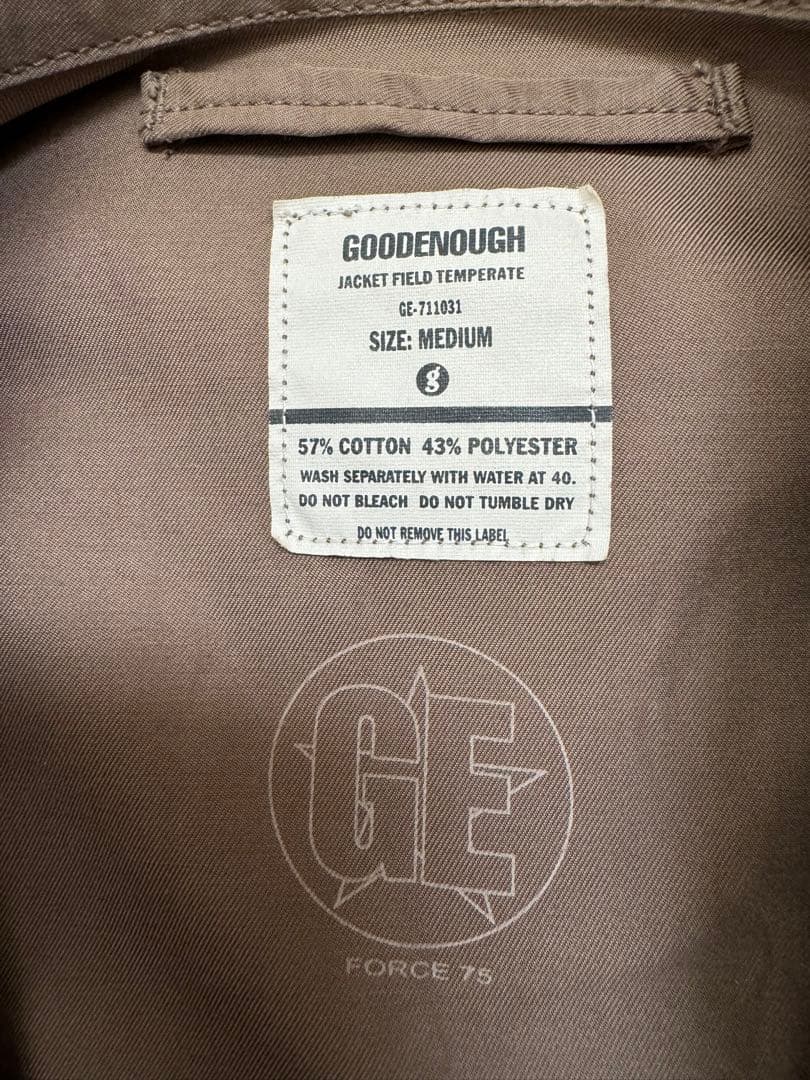 GOODENOUGH
JACKET FIELD TEMPERATE
GE-711031
SIZE: MEDIUM
g
57% COTTON 43% POLYESTER
WASH SEPARATELY WITH WATER AT 40.
DO NOT BLEACH DO NOT TUMBLE DRY
DO NOT REMOVE THIS LABEL
GE
FORCE 75